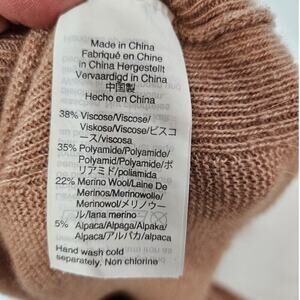 Made in China
Fabriqué en Chine
in China Hergestellt
Vervaardigd in China
中国製
Hecho en China
38% Viscose/Viscose/
Viskose/Viscose/ビスコ
ース/viscosa
35% Polyamide/Polyamide/
Polyamid/Polyamide/ポ
リアミド/poliamida
22% Merino Wool/Laine De
Merinos/Merinowolle/
Merinowol/メリノウー
ル/lana merino
5% Alpaca/Alpaga/Alpaka/
Alpaca/アルパカ/alpaca
Hand wash cold
separately. Non chlorine